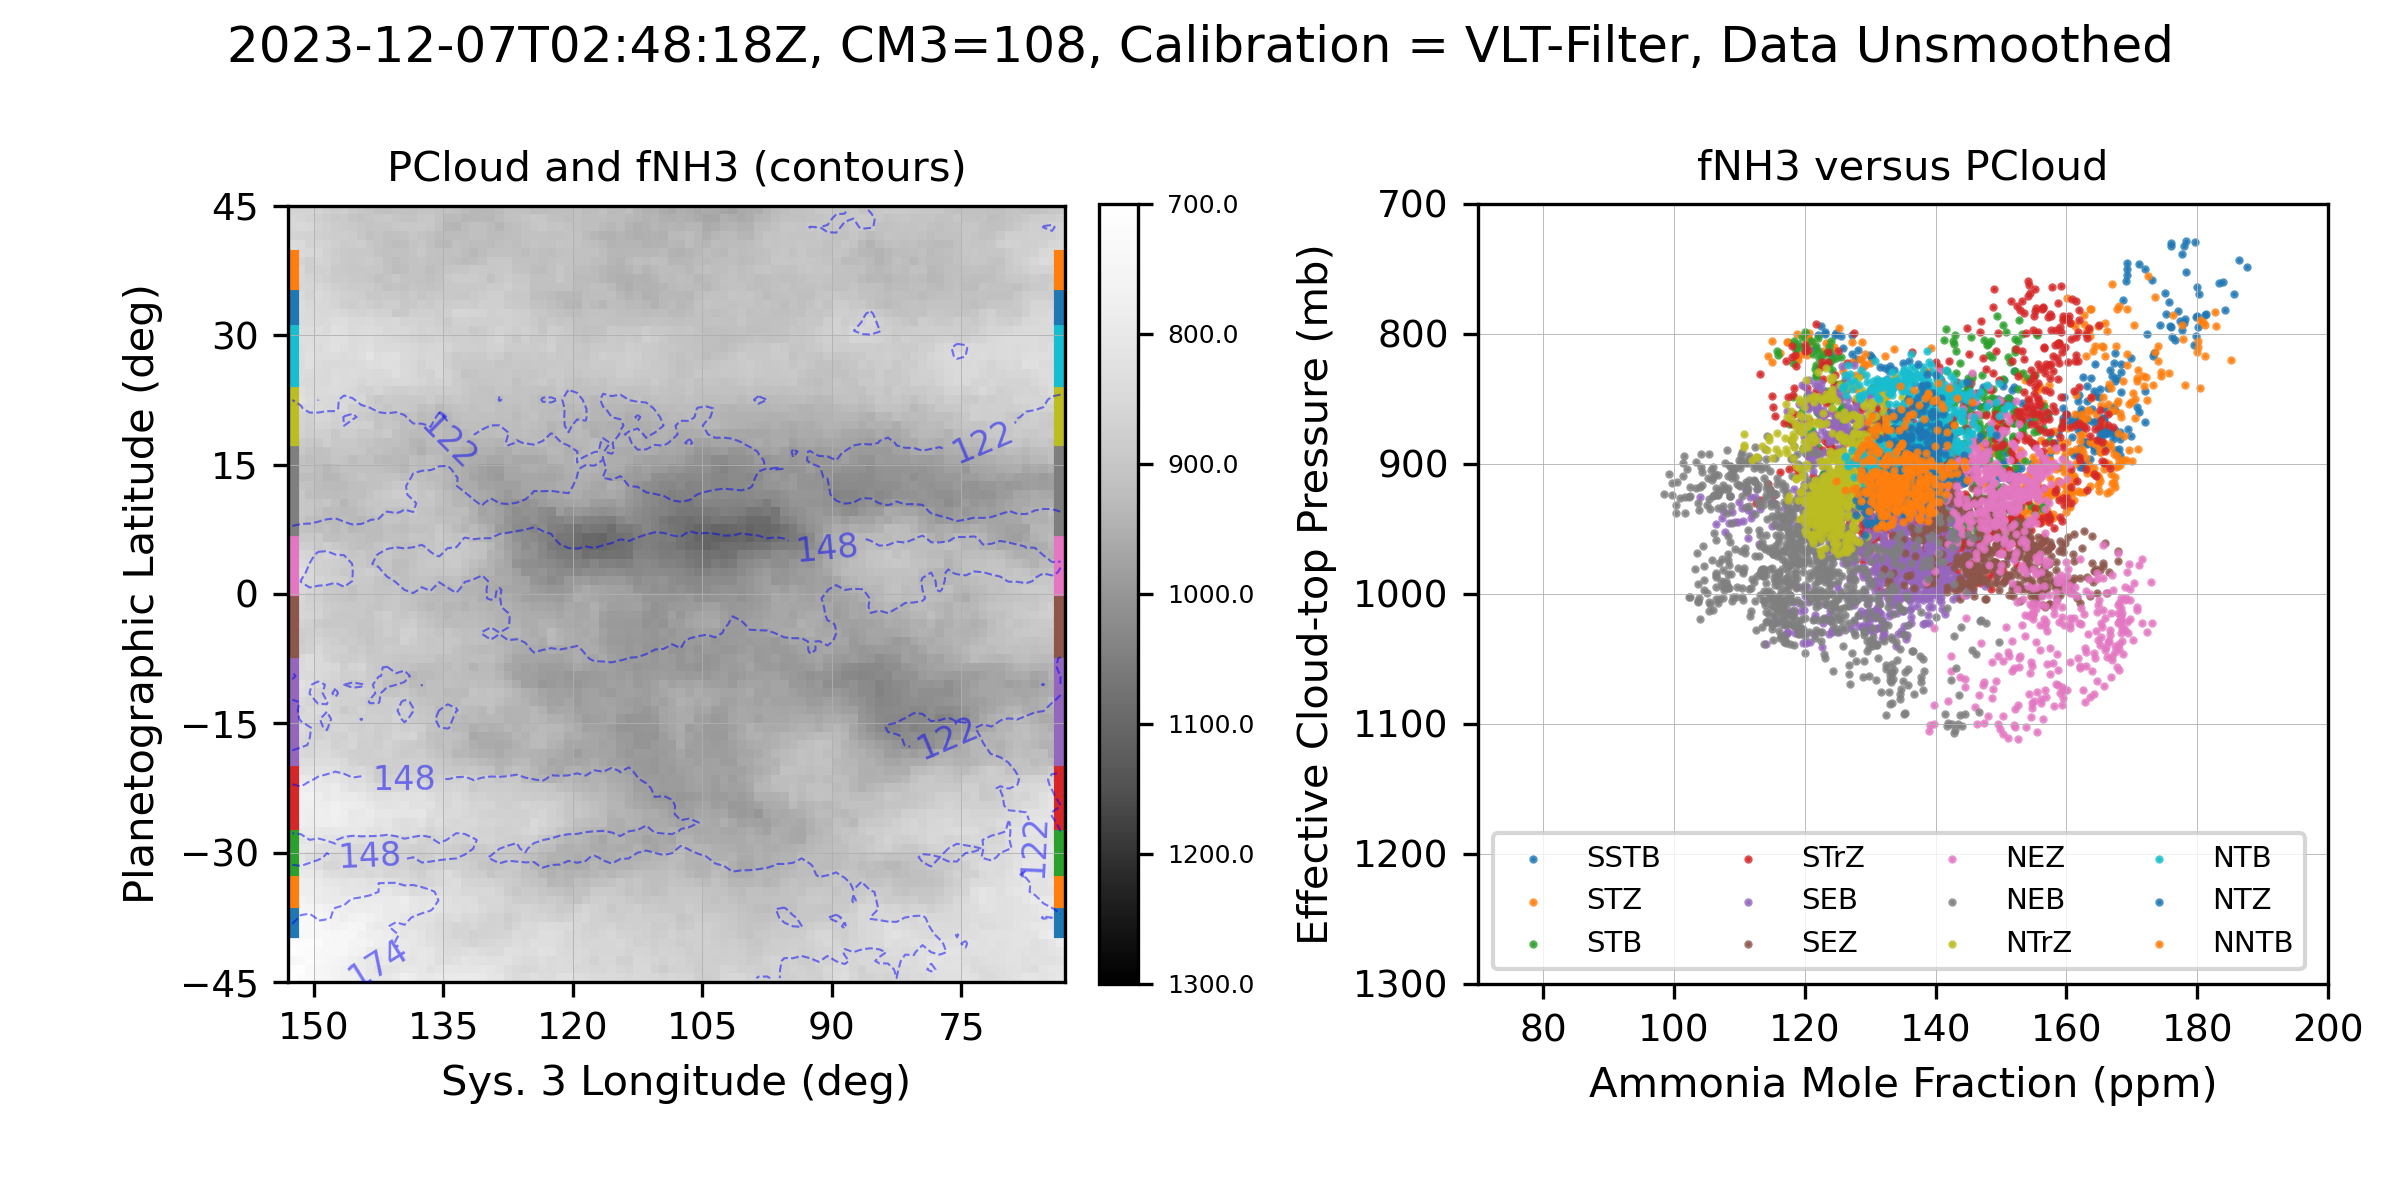 2023-12-07T02:48:18Z, CM3=108, Calibration = VLT-Filter, Data Unsmoothed
PCloud and fNH3 (contours)
45
30
15
0
−15
−30
−45
Planetographic Latitude (deg)
150
135
120
105
90
75
Sys. 3 Longitude (deg)
122
122
148
122
148
122
148
174
700.0
800.0
900.0
1000.0
1100.0
1200.0
1300.0
fNH3 versus PCloud
700
800
900
1000
1100
1200
1300
Effective Cloud-top Pressure (mb)
SSTB
STZ
STB
STrZ
SEB
SEZ
NEZ
NEB
NTrZ
NTB
NTZ
NNTB
80
100
120
140
160
180
200
Ammonia Mole Fraction (ppm)